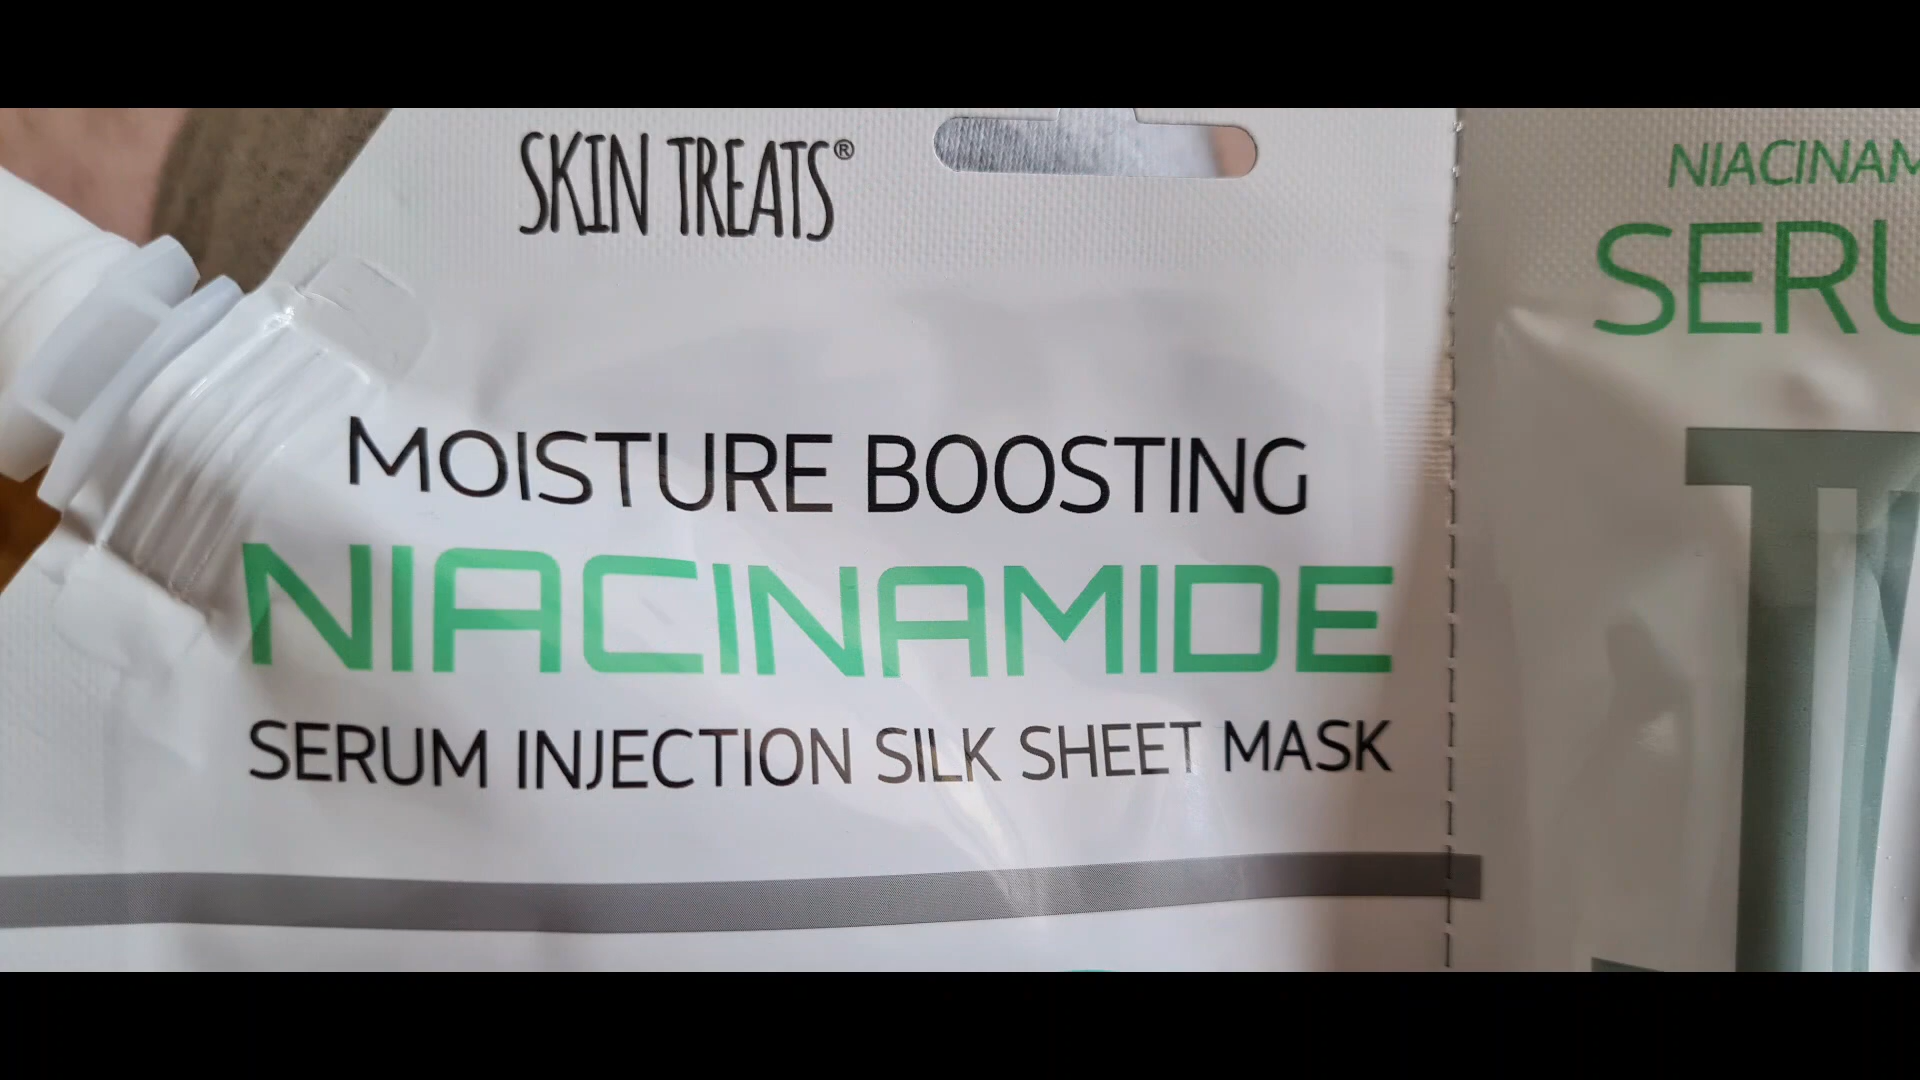 SKIN TREATS®
MOISTURE BOOSTING
NIACINAMIDE
SERUM INJECTION SILK SHEET MASK